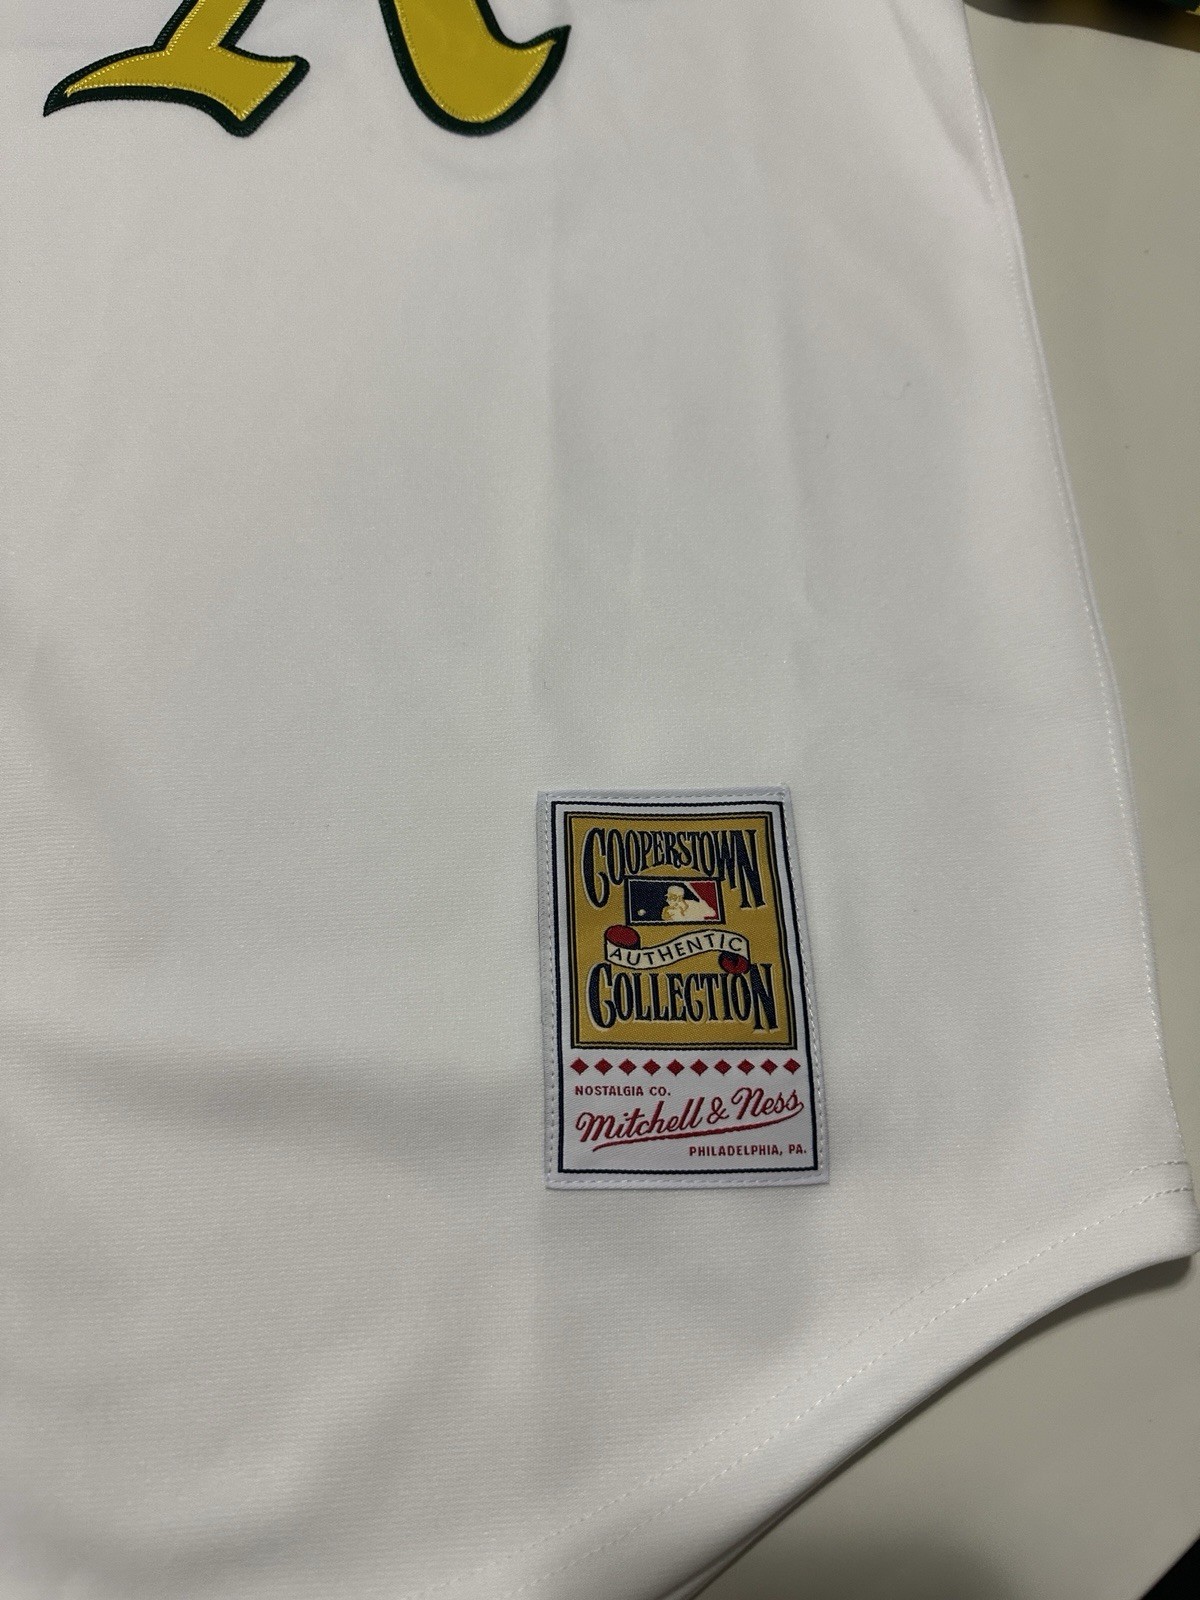 A
COOPERSTOWN
AUTHENTIC
COLLECTION
NOSTALGIA CO.
Mitchell & Ness
PHILADELPHIA, PA.